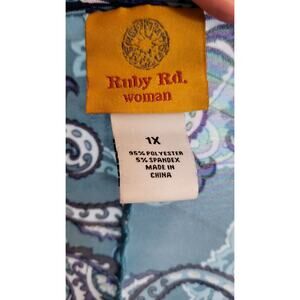 Ruby Rd.
woman
1X
95% POLYESTER
5% SPANDEX
MADE IN
CHINA